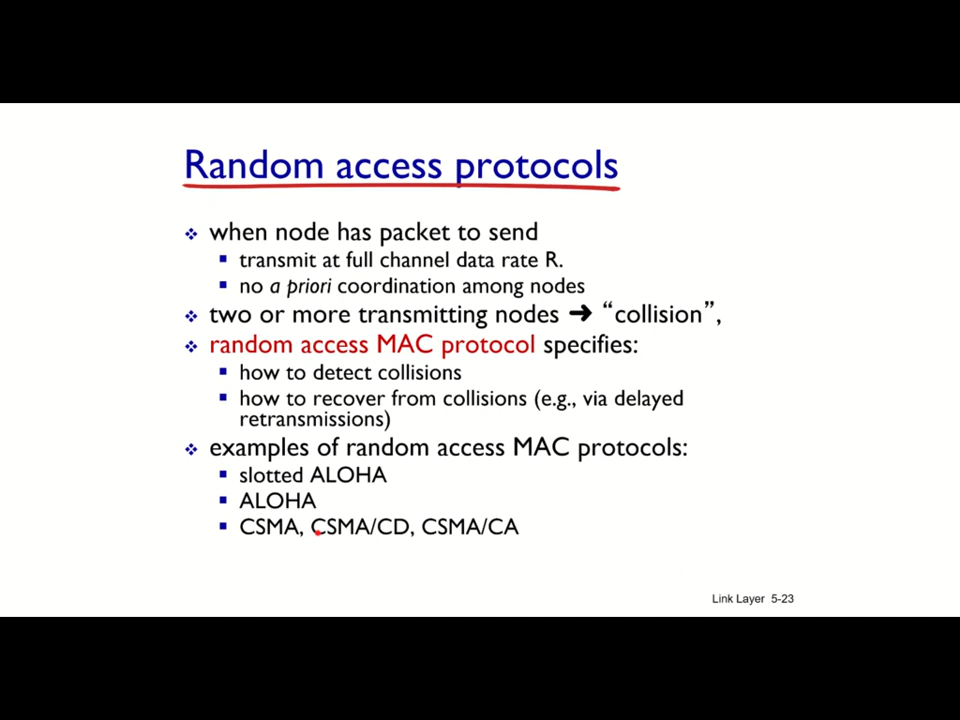 Random access protocols
❖ when node has packet to send
▪ transmit at full channel data rate R.
▪ no a priori coordination among nodes
❖ two or more transmitting nodes ➜ “collision”,
❖ random access MAC protocol specifies:
▪ how to detect collisions
▪ how to recover from collisions (e.g., via delayed
retransmissions)
❖ examples of random access MAC protocols:
▪ slotted ALOHA
▪ ALOHA
▪ CSMA, CSMA/CD, CSMA/CA
Link Layer 5-23